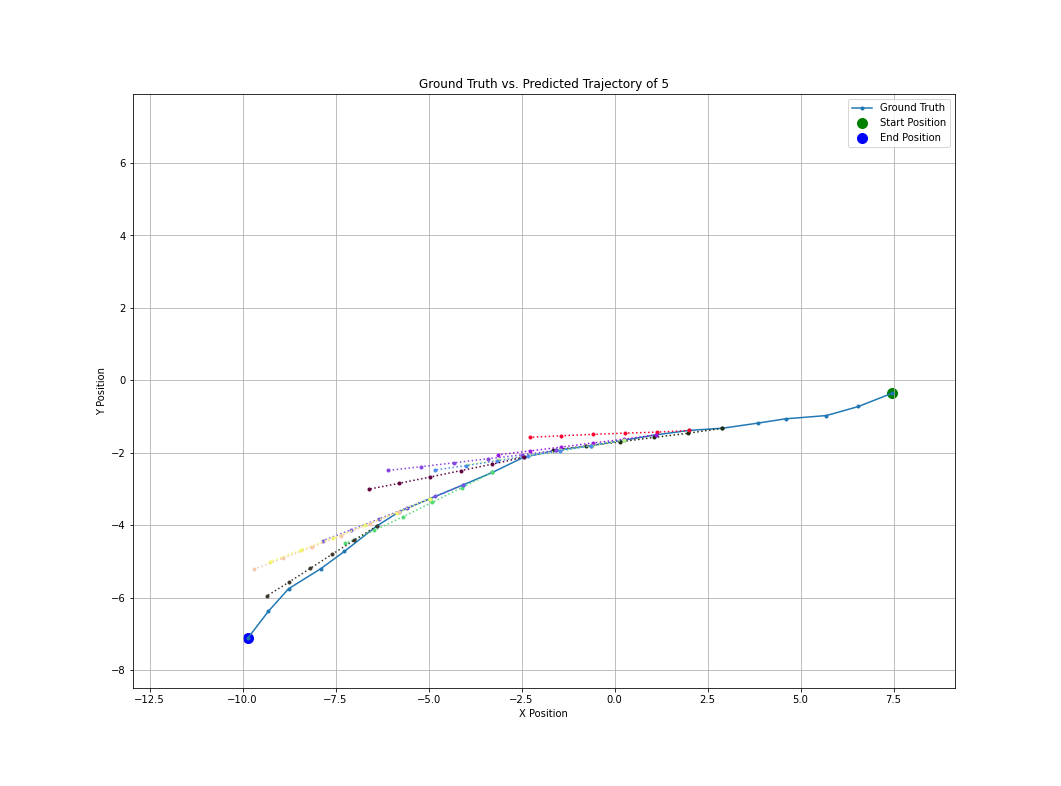 Ground Truth vs. Predicted Trajectory of 5
Ground Truth
Start Position
End Position
6
4
2
0
−2
−4
−6
−8
Y Position
−12.5
−10.0
−7.5
−5.0
−2.5
0.0
2.5
5.0
7.5
X Position